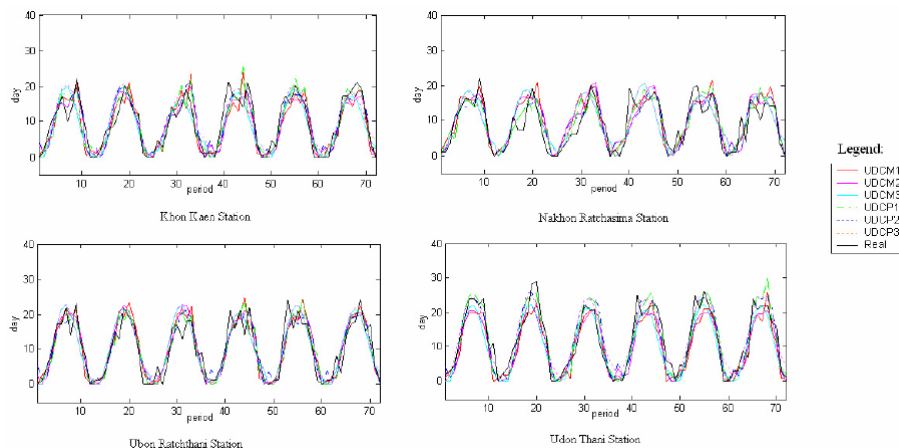 40
30
20
10
0
day
10 20 30 40 50 60 70
period
Khon Kaen Station
40
30
20
10
0
day
10 20 30 40 50 60 70
period
Nakhon Ratchasima Station
Legend:
UDCM1
UDCM2
UDCM3
UDCP1
UDCP2
UDCP3
Real
40
30
20
10
0
day
10 20 30 40 50 60 70
period
Ubon Ratchthani Station
40
30
20
10
0
day
10 20 30 40 50 60 70
period
Udon Thani Station